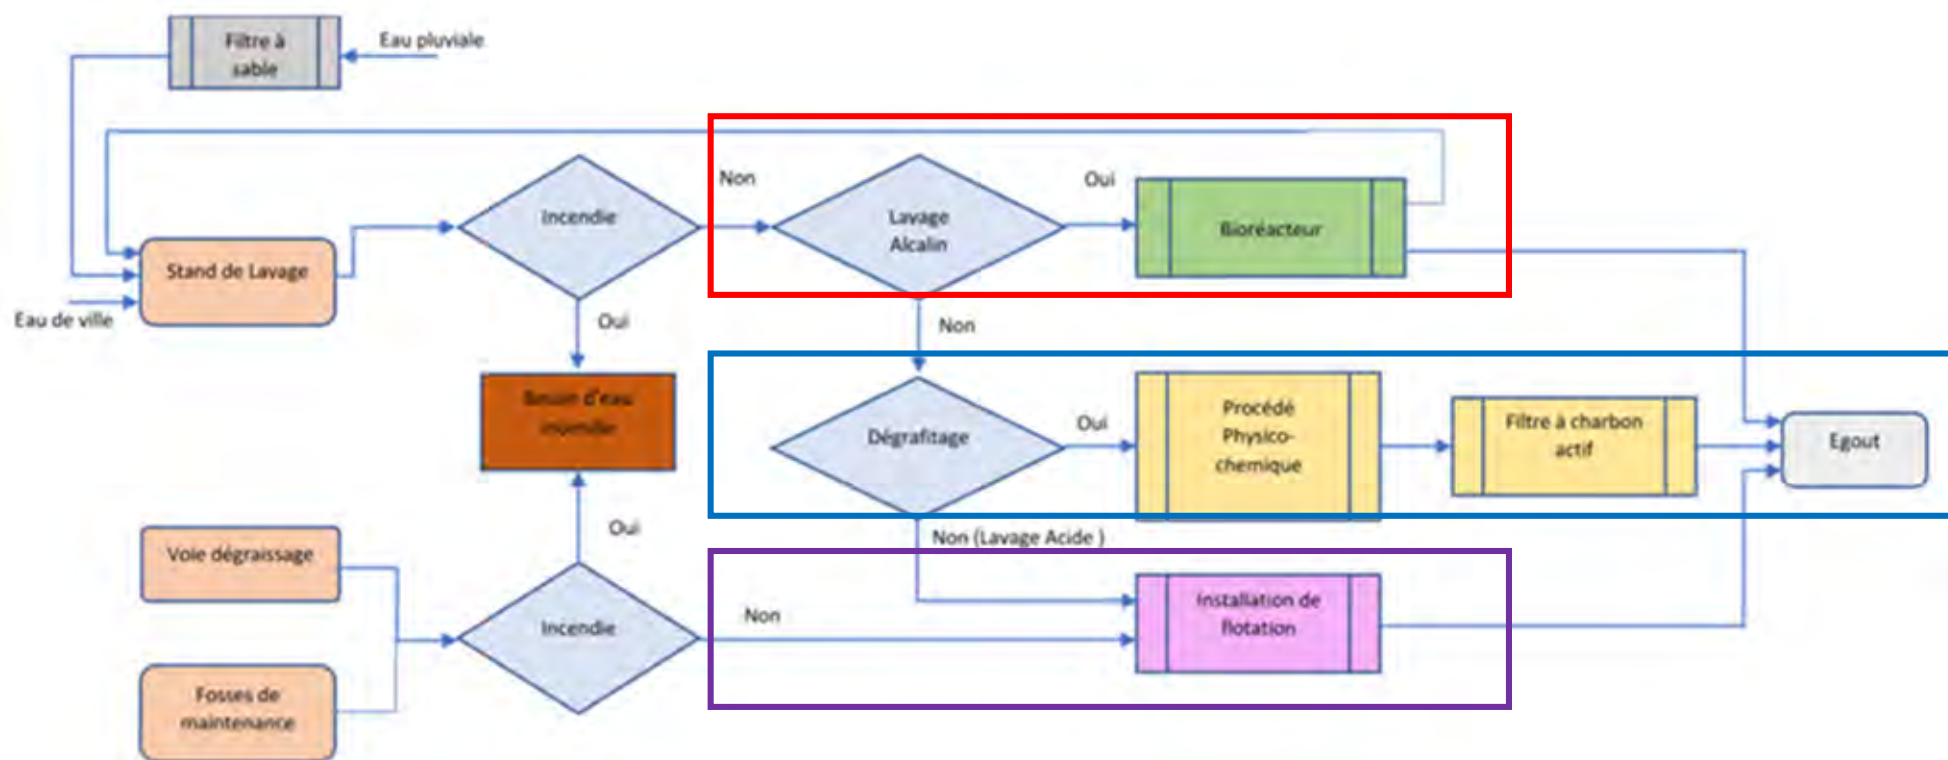 Filtre à
sable
Eau pluviale
Non
Oui
Incendie
Lavage
Alcalin
Bioréacteur
Stand de Lavage
Eau de ville
Oui
Non
Bassin d'eau
incendie
Dégrafitage
Oui
Procédé
Physico-
chemique
Filtre à charbon
actif
Egout
Oui
Non (Lavage Acide )
Voie dégraissage
Incendie
Non
Installation de
flotation
Fosses de
maintenance